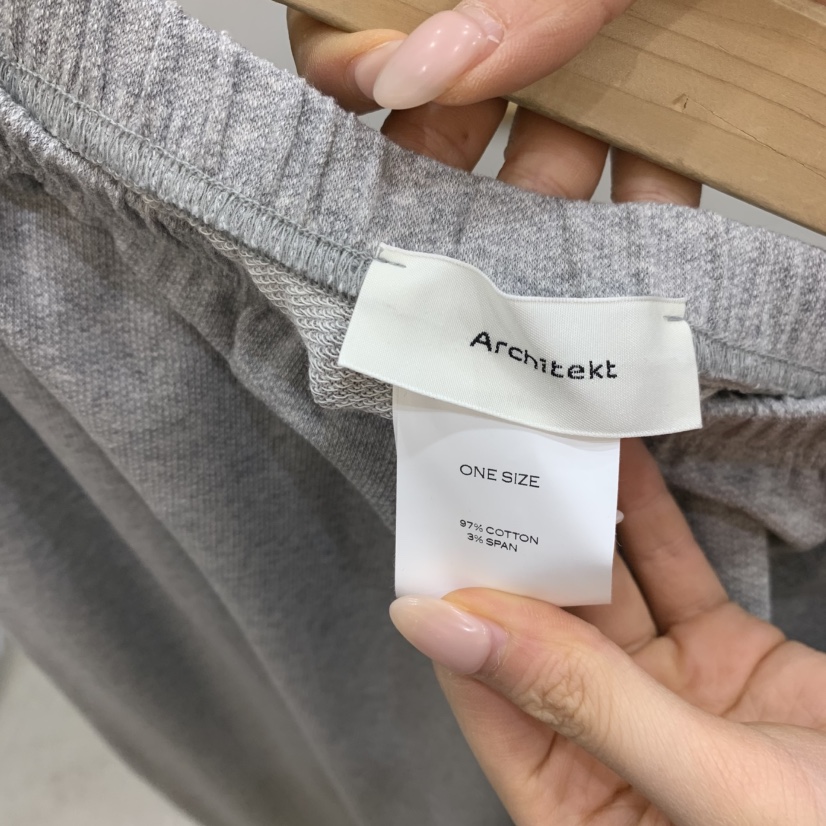 Architekt
ONE SIZE
97% COTTON
3% SPAN